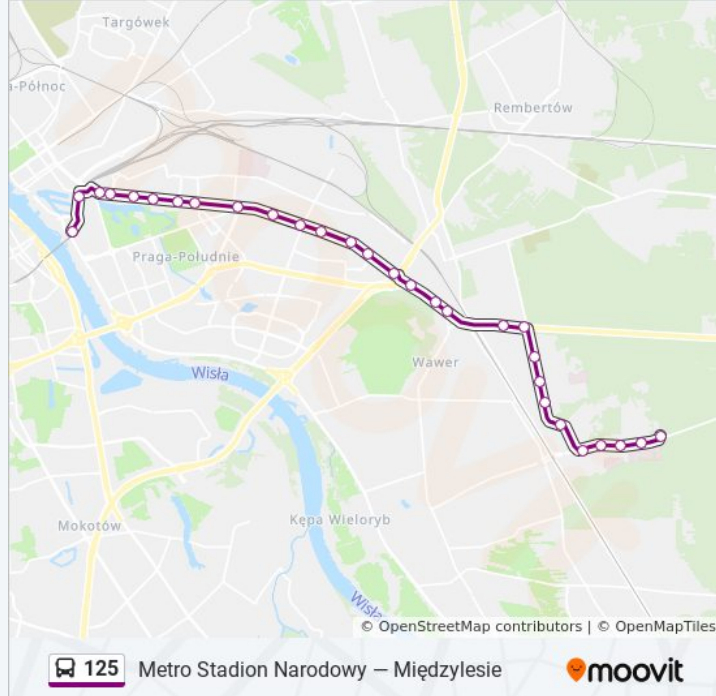 Targówek
a-Północ
Rembertów
Praga-Południe
Wawer
Wisła
Kępa Wieloryb
Mokotów
Wisła
© OpenStreetMap contributors | © OpenMapTiles
125 Metro Stadion Narodowy — Międzylesie
moovit